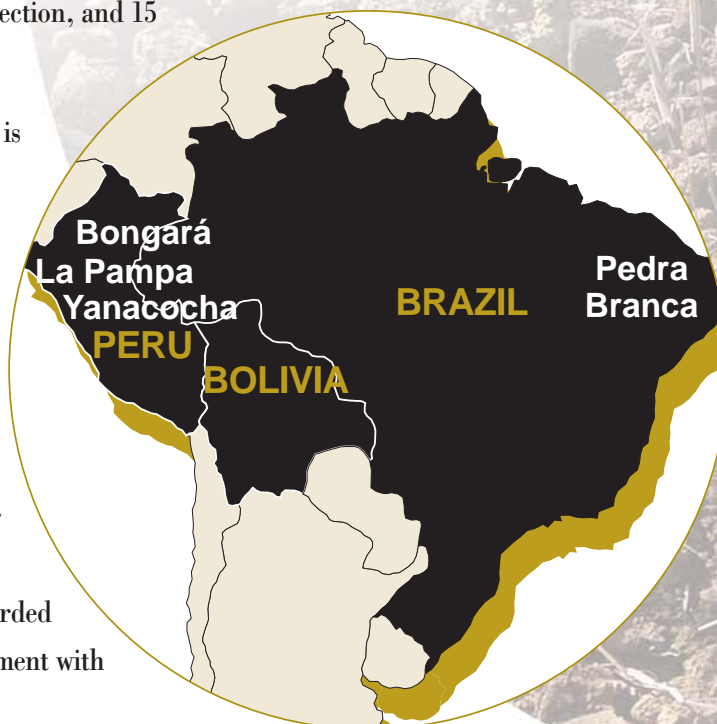 ection, and 15
is
Bongará
La Pampa
Yanacocha
PERU
BOLIVIA
BRAZIL
Pedra
Branca
rded
ment with